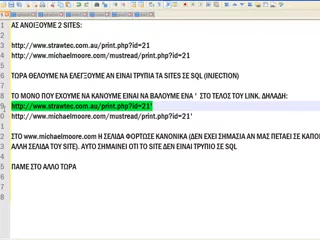 ΑΣ ΑΝΟΙΞΟΥΜΕ 2 SITES:
http://www.strawtec.com.au/print.php?id=21
http://www.michaelmoore.com/mustread/print.php?id=21
ΤΩΡΑ ΘΕΛΟΥΜΕ ΝΑ ΕΛΕΓΞΟΥΜΕ ΑΝ ΕΙΝΑΙ ΤΡΥΠΙΑ ΤΑ SITES ΣΕ SQL (INJECTION)
ΤΟ ΜΟΝΟ ΠΟΥ ΕΧΟΥΜΕ ΝΑ ΚΑΝΟΥΜΕ ΕΙΝΑΙ ΝΑ ΒΑΛΟΥΜΕ ΕΝΑ ' ΣΤΟ ΤΕΛΟΣ ΤΟΥ LINK. ΔΗΛΑΔΗ:
http://www.strawtec.com.au/print.php?id=21'
http://www.michaelmoore.com/mustread/print.php?id=21'
ΣΤΟ www.michaelmoore.com Η ΣΕΛΙΔΑ ΦΟΡΤΩΣΕ ΚΑΝΟΝΙΚΑ (ΔΕΝ ΕΧΕΙ ΣΗΜΑΣΙΑ ΑΝ ΜΑΣ ΠΕΤΑΕΙ ΣΕ ΚΑΠΟΙ
ΑΛΛΗ ΣΕΛΙΔΑ ΤΟΥ SITE). ΑΥΤΟ ΣΗΜΑΙΝΕΙ ΟΤΙ ΤΟ SITE ΔΕΝ ΕΙΝΑΙ ΤΡΥΠΙΟ ΣΕ SQL
ΠΑΜΕ ΣΤΟ ΑΛΛΟ ΤΩΡΑ